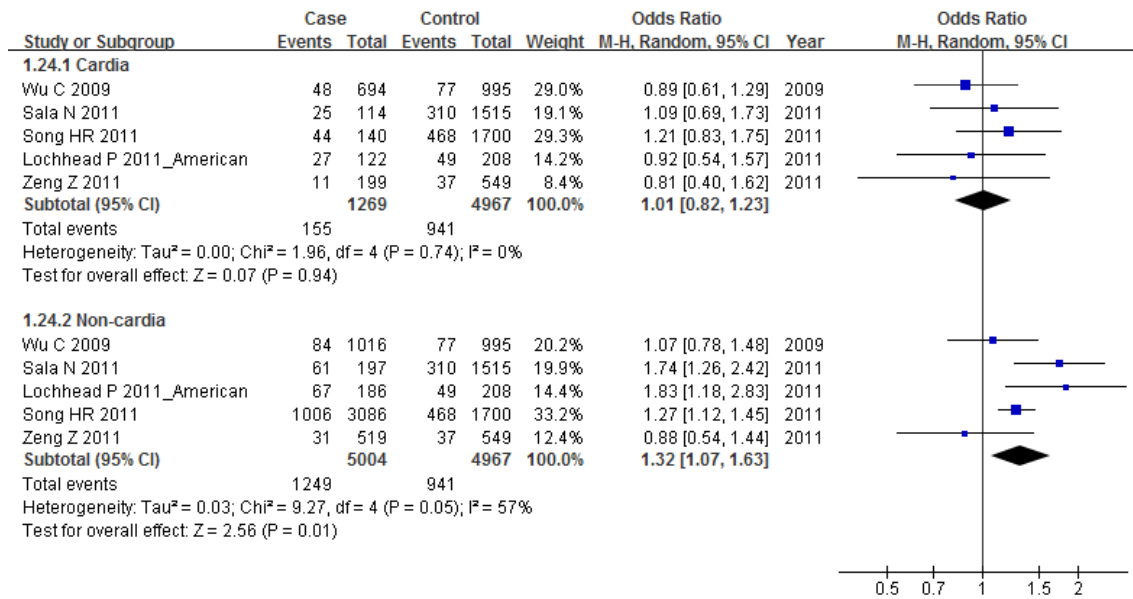 Case Control Odds Ratio Odds Ratio
Study or Subgroup Events Total Events Total Weight M-H, Random, 95% CI Year M-H, Random, 95% CI
1.24.1 Cardia
Wu C 2009 48 694 77 995 29.0% 0.89 [0.61, 1.29] 2009
Sala N 2011 25 114 310 1515 19.1% 1.09 [0.69, 1.73] 2011
Song HR 2011 44 140 468 1700 29.3% 1.21 [0.83, 1.75] 2011
Lochhead P 2011_American 27 122 49 208 14.2% 0.92 [0.54, 1.57] 2011
Zeng Z 2011 11 199 37 549 8.4% 0.81 [0.40, 1.62] 2011
Subtotal (95% CI) 1269 4967 100.0% 1.01 [0.82, 1.23]
Total events 155 941
Heterogeneity: Tau² = 0.00; Chi² = 1.96, df = 4 (P = 0.74); I² = 0%
Test for overall effect: Z = 0.07 (P = 0.94)
1.24.2 Non-cardia
Wu C 2009 84 1016 77 995 20.2% 1.07 [0.78, 1.48] 2009
Sala N 2011 61 197 310 1515 19.9% 1.74 [1.26, 2.42] 2011
Lochhead P 2011_American 67 186 49 208 14.4% 1.83 [1.18, 2.83] 2011
Song HR 2011 1006 3086 468 1700 33.2% 1.27 [1.12, 1.45] 2011
Zeng Z 2011 31 519 37 549 12.4% 0.88 [0.54, 1.44] 2011
Subtotal (95% CI) 5004 4967 100.0% 1.32 [1.07, 1.63]
Total events 1249 941
Heterogeneity: Tau² = 0.03; Chi² = 9.27, df = 4 (P = 0.05); I² = 57%
Test for overall effect: Z = 2.56 (P = 0.01)
0.5 0.7 1 1.5 2